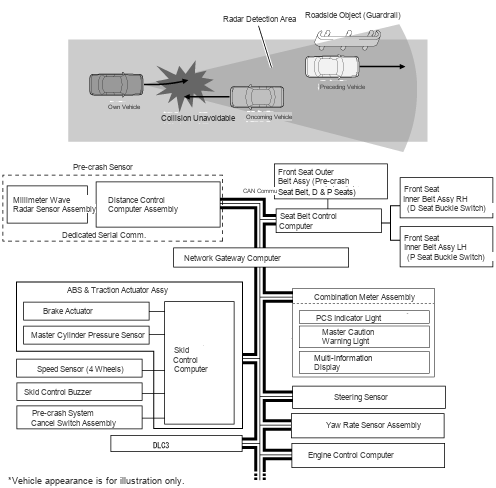 Radar Detection Area
Roadside Object (Guardrail)
Own Vehicle
Collision Unavoidable
Oncoming Vehicle
Preceding Vehicle
Pre-crash Sensor
Millimeter Wave
Radar Sensor Assembly
Distance Control
Computer Assembly
Dedicated Serial Comm.
CAN Commu
Front Seat Outer
Belt Assy (Pre-crash
Seat Belt, D & P Seats)
Seat Belt Control
Computer
Front Seat
Inner Belt Assy RH
(D Seat Buckle Switch)
Front Seat
Inner Belt Assy LH
(P Seat Buckle Switch)
Network Gateway Computer
ABS & Traction Actuator Assy
Brake Actuator
Master Cylinder Pressure Sensor
Speed Sensor (4 Wheels)
Skid Control Buzzer
Pre-crash System
Cancel Switch Assembly
Skid
Control
Computer
DLC3
Combination Meter Assembly
PCS Indicator Light
Master Caution
Warning Light
Multi-Information
Display
Steering Sensor
Yaw Rate Sensor Assembly
Engine Control Computer
*Vehicle appearance is for illustration only.